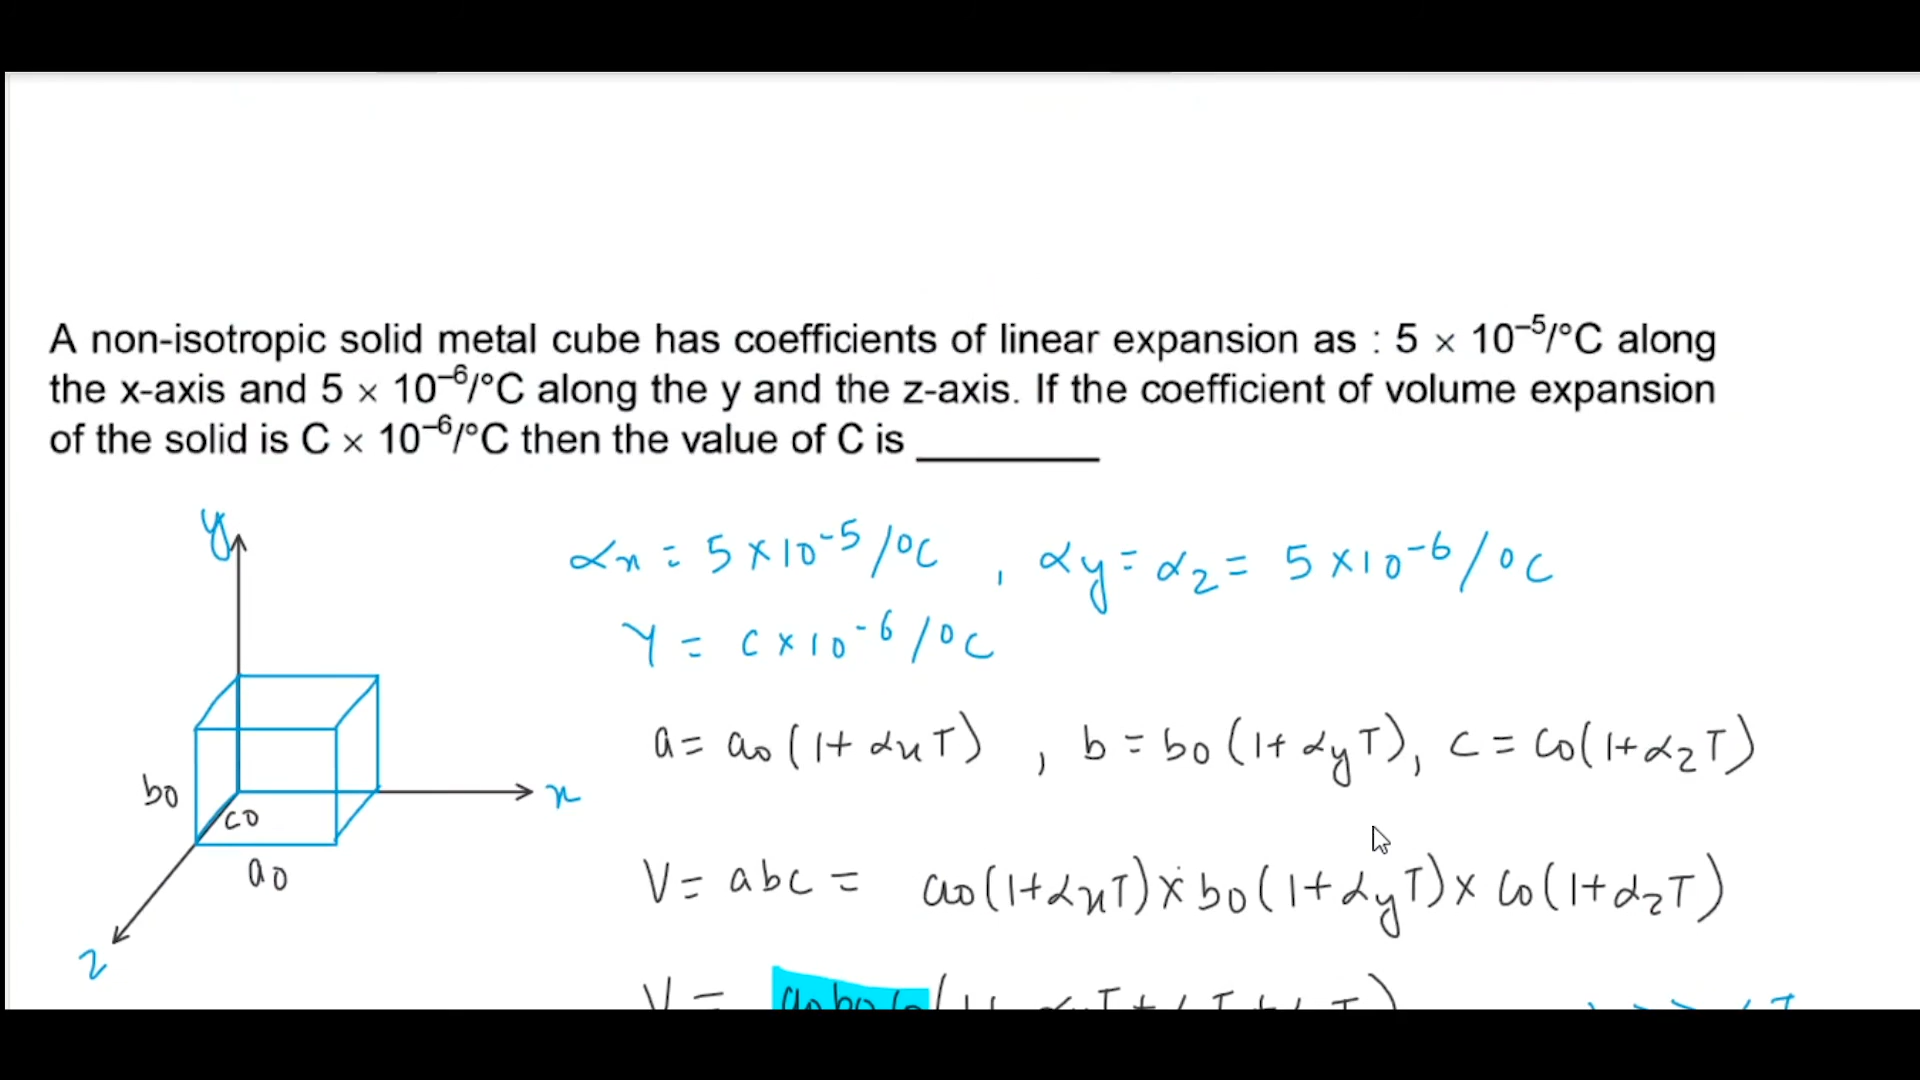 A non-isotropic solid metal cube has coefficients of linear expansion as : 5 × 10⁻⁵/°C along
the x-axis and 5 × 10⁻⁶/°C along the y and the z-axis. If the coefficient of volume expansion
of the solid is C × 10⁻⁶/°C then the value of C is ________
y
αx = 5 × 10⁻⁵ /°C , αy = αz = 5 × 10⁻⁶ / °C
γ = C × 10⁻⁶ / °C
a = a0 (1 + αxT) , b = b0 (1 + αyT), c = c0(1 + αzT)
b0
c0
x
a0
V = abc = a0(1+αxT) × b0(1+αyT) × c0(1+αzT)
z
V = a0b0c0(